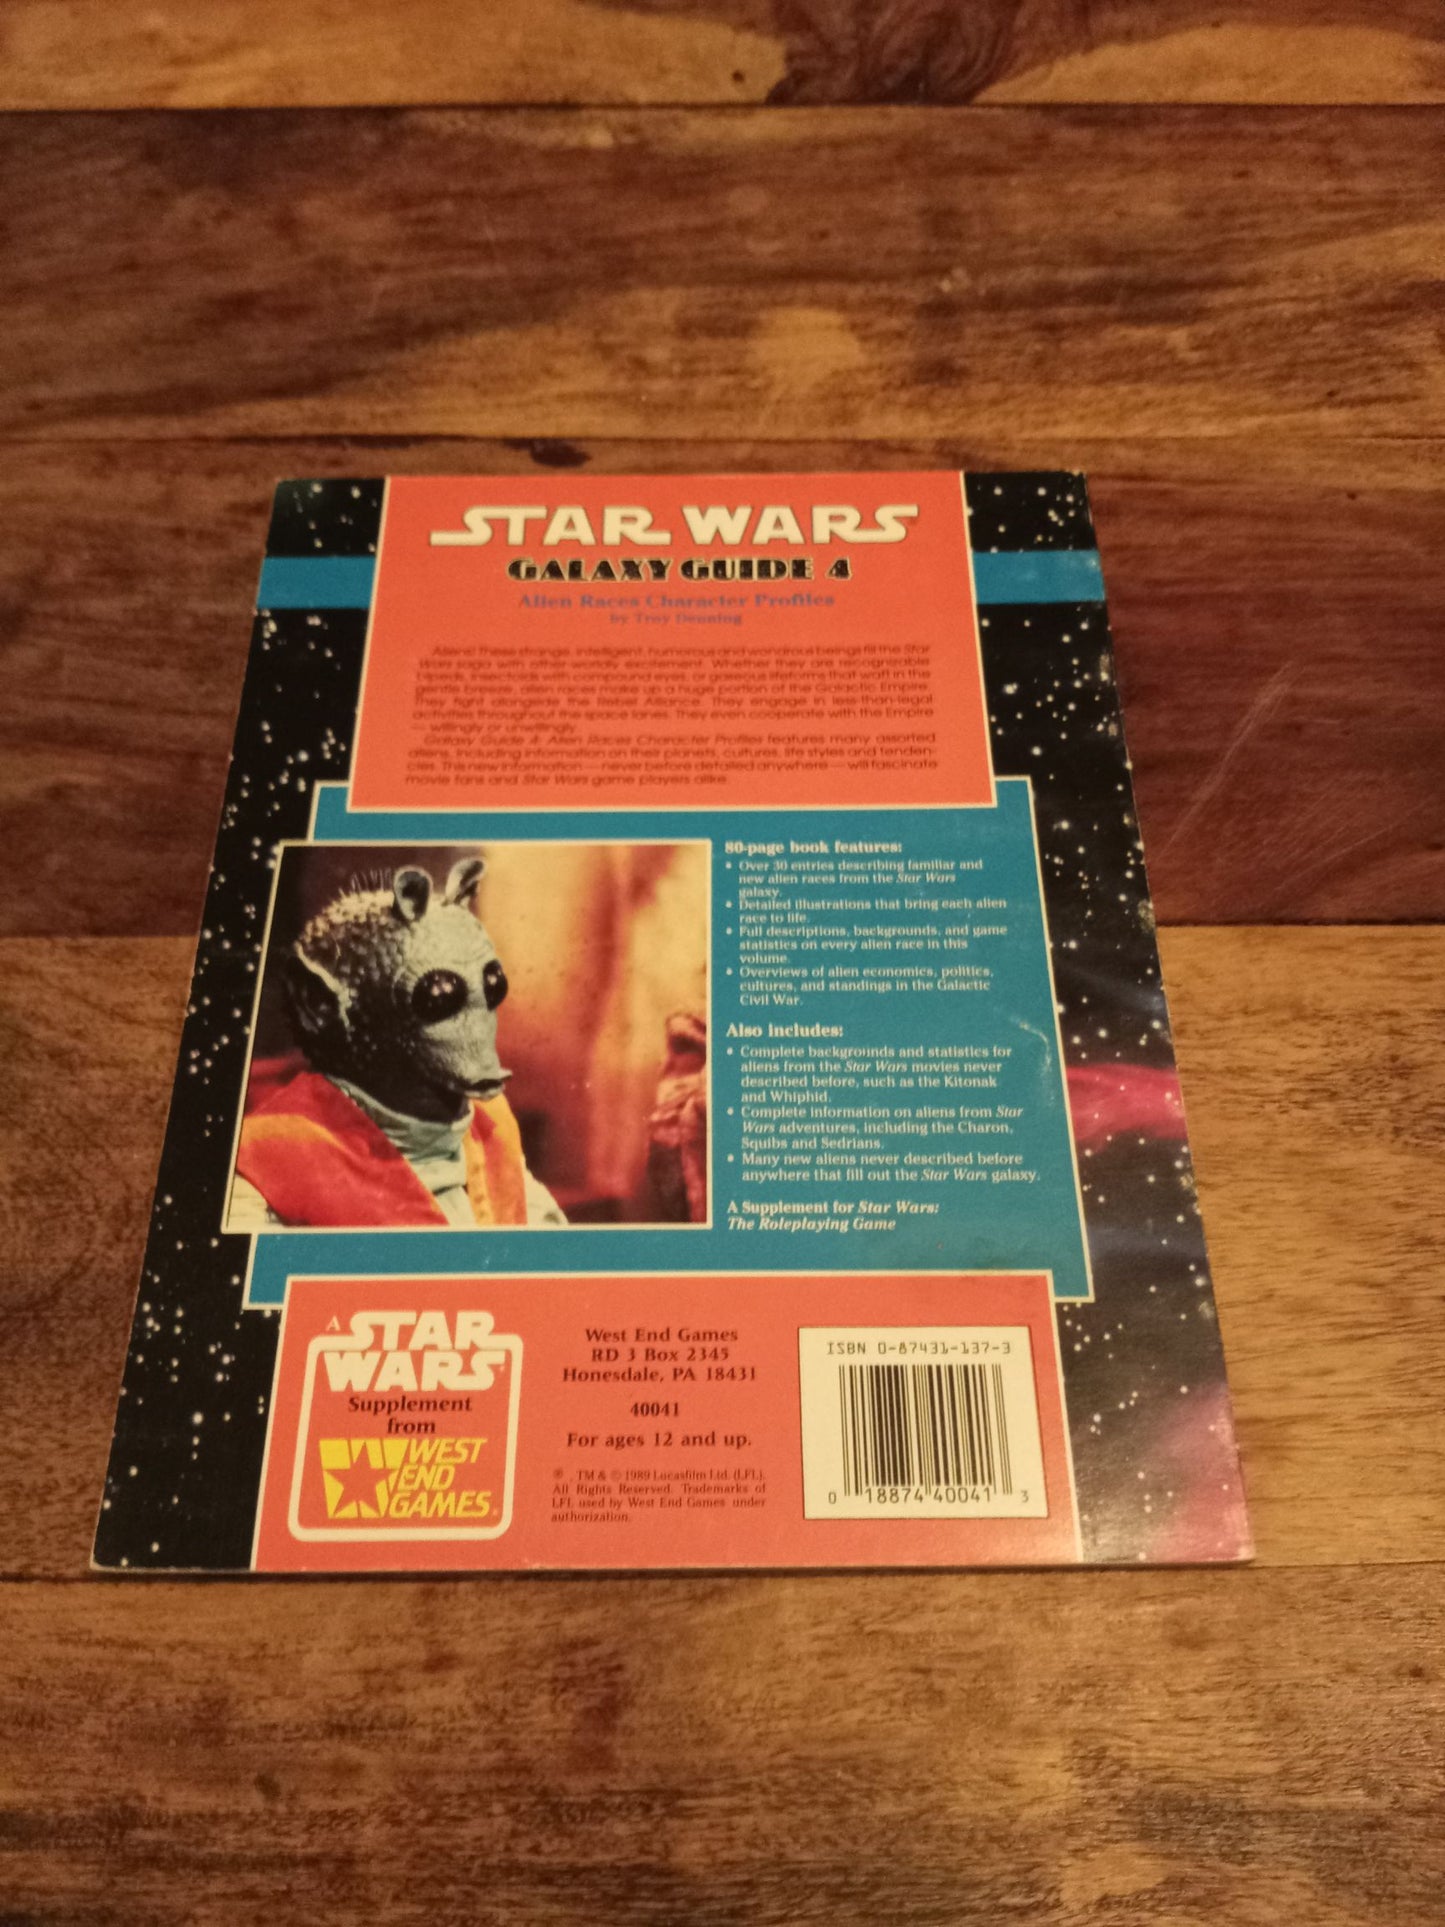 STAR WARS
GALAXY GUIDE 4
Alien Races Character Profiles
by Troy Denning
Aliens! These strange, intelligent, humorous and wondrous beings fill the Star
Wars saga with other-worldly excitement. Whether they are recognizable
bipeds, insectoids with compound eyes, or gaseous lifeforms that waft in the
gentle breeze, alien races make up a huge portion of the Galactic Empire.
They fight alongside the Rebel Alliance. They engage in less-than-legal
activities throughout the space lanes. They even cooperate with the Empire
— willingly or unwillingly.
Galaxy Guide 4: Alien Races Character Profiles features many assorted
aliens, including information on their planets, cultures, life styles and tenden-
cies. This new information — never before detailed anywhere — will fascinate
movie fans and Star Wars game players alike.
80-page book features:
• Over 30 entries describing familiar and
new alien races from the Star Wars
galaxy.
• Detailed illustrations that bring each alien
race to life.
• Full descriptions, backgrounds, and game
statistics on every alien race in this
volume.
• Overviews of alien economics, politics,
cultures, and standings in the Galactic
Civil War.
Also includes:
• Complete backgrounds and statistics for
aliens from the Star Wars movies never
described before, such as the Kitonak
and Whiphid.
• Complete information on aliens from Star
Wars adventures, including the Charon,
Squibs and Sedrians.
• Many new aliens never described before
anywhere that fill out the Star Wars galaxy.
A Supplement for Star Wars:
The Roleplaying Game
A STAR
WARS
Supplement
from
WEST
END
GAMES.
West End Games
RD 3 Box 2345
Honesdale, PA 18431
40041
For ages 12 and up.
®, TM & © 1989 Lucasfilm Ltd. (LFL).
All Rights Reserved. Trademarks of
LFL used by West End Games under
authorization.
ISBN 0-87431-137-3
0 18874 40041 3